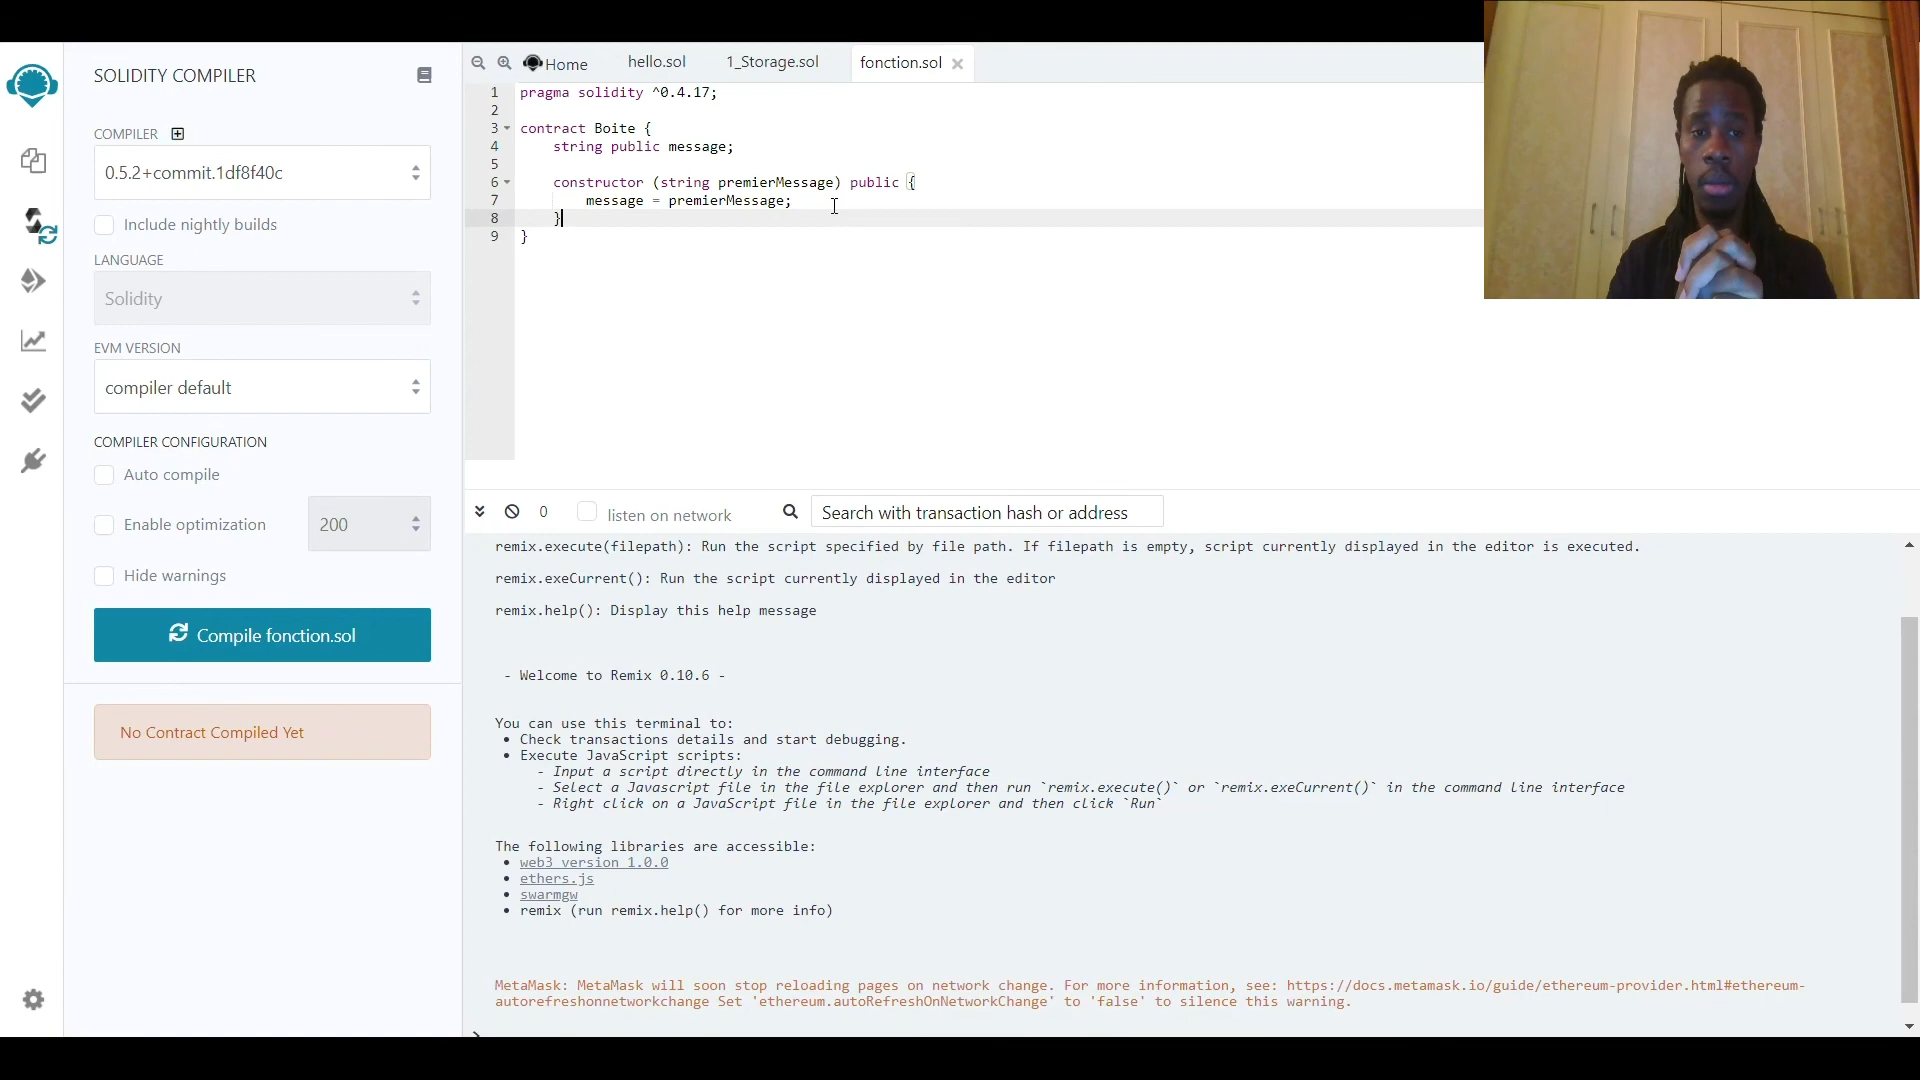 SOLIDITY COMPILER
COMPILER
0.5.2+commit.1df8f40c
Include nightly builds
LANGUAGE
Solidity
EVM VERSION
compiler default
COMPILER CONFIGURATION
Auto compile
Enable optimization
200
Hide warnings
Compile fonction.sol
No Contract Compiled Yet
Home hello.sol 1_Storage.sol fonction.sol
1 pragma solidity ^0.4.17;
2
3 contract Boite {
4 string public message;
5
6 constructor (string premierMessage) public {
7 message = premierMessage;
8 }
9 }
0 listen on network Search with transaction hash or address
remix.execute(filepath): Run the script specified by file path. If filepath is empty, script currently displayed in the editor is executed.
remix.exeCurrent(): Run the script currently displayed in the editor
remix.help(): Display this help message
- Welcome to Remix 0.10.6 -
You can use this terminal to:
• Check transactions details and start debugging.
• Execute JavaScript scripts:
- Input a script directly in the command line interface
- Select a Javascript file in the file explorer and then run `remix.execute()` or `remix.exeCurrent()` in the command line interface
- Right click on a JavaScript file in the file explorer and then click `Run`
The following libraries are accessible:
• web3 version 1.0.0
• ethers.js
• swarmgw
• remix (run remix.help() for more info)
MetaMask: MetaMask will soon stop reloading pages on network change. For more information, see: https://docs.metamask.io/guide/ethereum-provider.html#ethereum-
autorefreshonnetworkchange Set 'ethereum.autoRefreshOnNetworkChange' to 'false' to silence this warning.
>